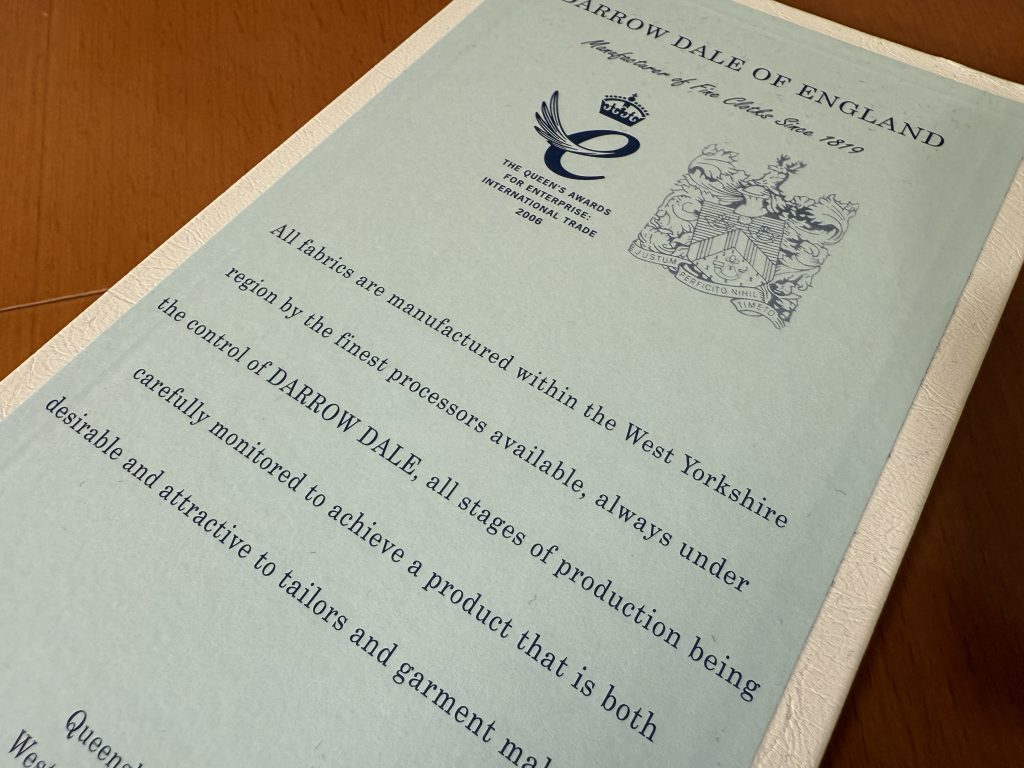 DARROW DALE OF ENGLAND
Manufacturer of Fine Cloths Since 1819
THE QUEEN'S AWARDS
FOR ENTERPRISE:
INTERNATIONAL TRADE
2006
JUSTUM PERFICITO NIHIL TIMETO
All fabrics are manufactured within the West Yorkshire
region by the finest processors available, always under
the control of DARROW DALE, all stages of production being
carefully monitored to achieve a product that is both
desirable and attractive to tailors and garment